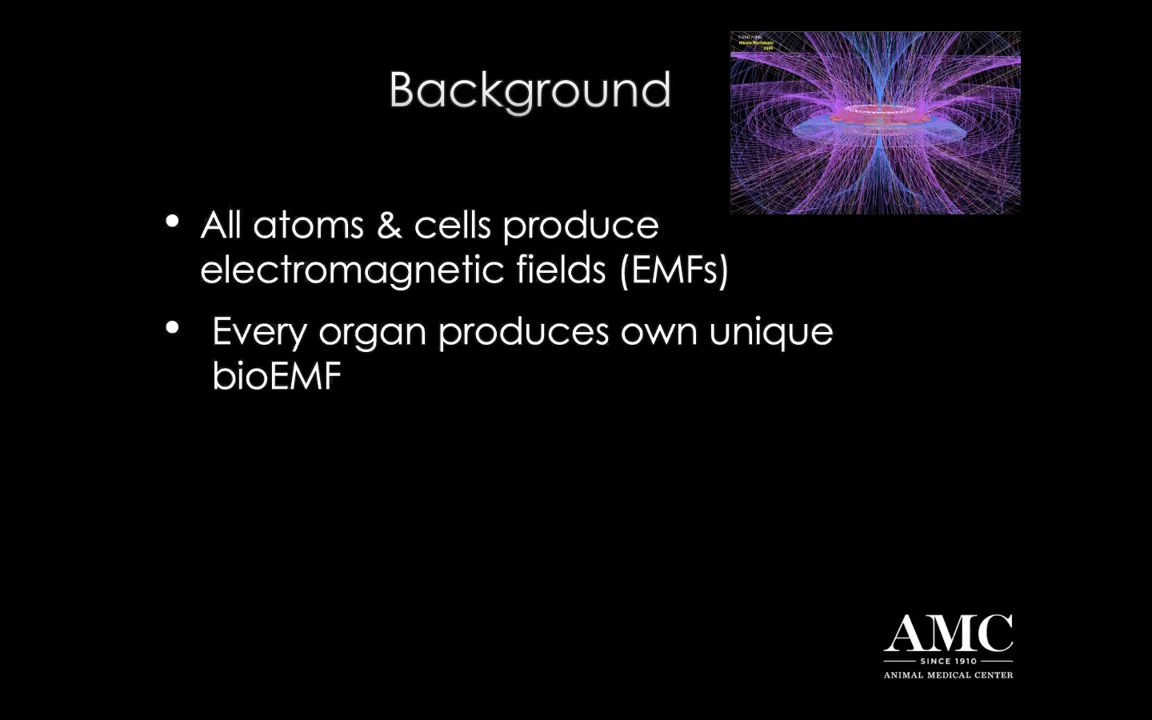 Background
• All atoms & cells produce
electromagnetic fields (EMFs)
• Every organ produces own unique
bioEMF
AMC
SINCE 1910
ANIMAL MEDICAL CENTER